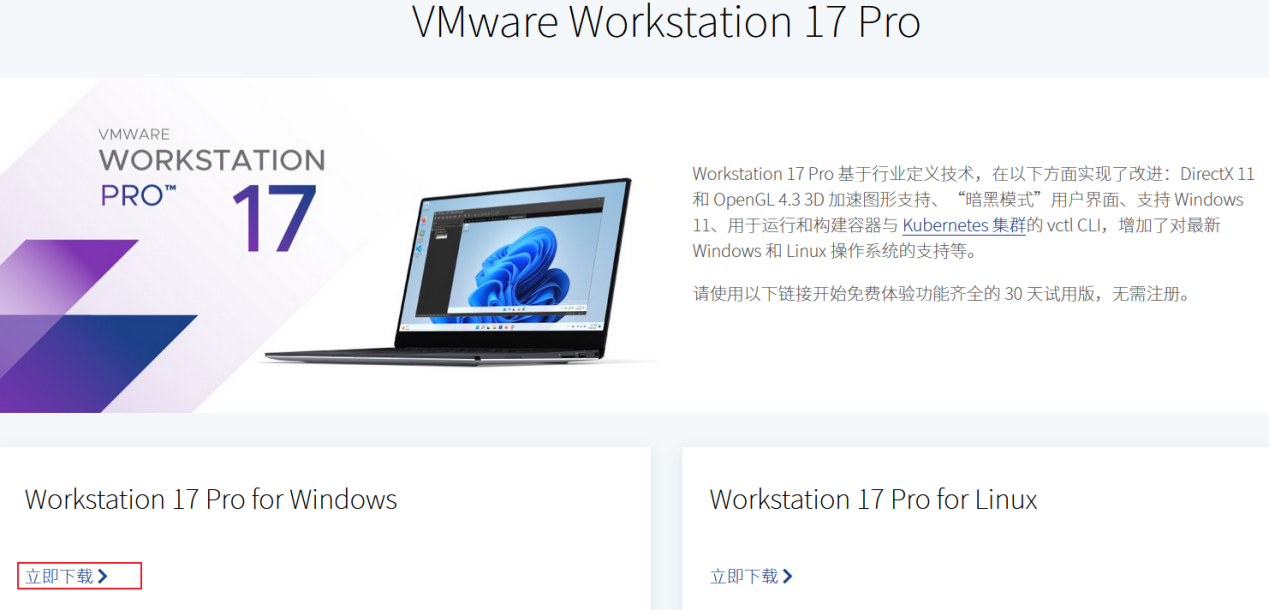 VMware Workstation 17 Pro
VMWARE
WORKSTATION
PRO™ 17
Workstation 17 Pro 基于行业定义技术，在以下方面实现了改进：DirectX 11
和 OpenGL 4.3 3D 加速图形支持、“暗黑模式”用户界面、支持 Windows
11、用于运行和构建容器与 Kubernetes 集群的 vctl CLI，增加了对最新
Windows 和 Linux 操作系统的支持等。
请使用以下链接开始免费体验功能齐全的 30 天试用版，无需注册。
Workstation 17 Pro for Windows
立即下载
Workstation 17 Pro for Linux
立即下载